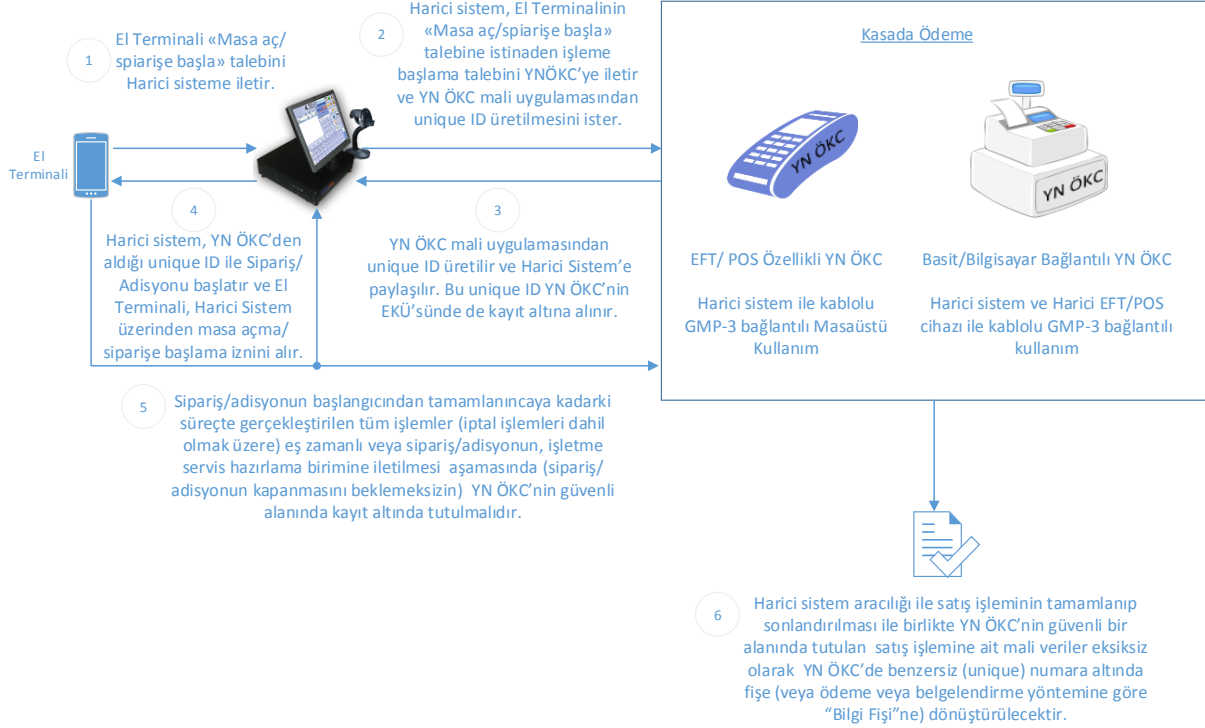 1
El Terminali «Masa aç/
spiarişe başla» talebini
Harici sisteme iletir.
2
Harici sistem, El Terminalinin
«Masa aç/spiarişe başla»
talebine istinaden işleme
başlama talebini YNÖKC’ye iletir
ve YN ÖKC mali uygulamasından
unique ID üretilmesini ister.
El
Terminali
4
Harici sistem, YN ÖKC’den
aldığı unique ID ile Sipariş/
Adisyonu başlatır ve El
Terminali, Harici Sistem
üzerinden masa açma/
siparişe başlama iznini alır.
3
YN ÖKC mali uygulamasından
unique ID üretilir ve Harici Sistem’e
paylaşılır. Bu unique ID YN ÖKC’nin
EKÜ’sünde de kayıt altına alınır.
Kasada Ödeme
YN ÖKC
YN ÖKC
EFT/ POS Özellikli YN ÖKC
Harici sistem ile kablolu
GMP-3 bağlantılı Masaüstü
Kullanım
Basit/Bilgisayar Bağlantılı YN ÖKC
Harici sistem ve Harici EFT/POS
cihazı ile kablolu GMP-3 bağlantılı
kullanım
5
Sipariş/adisyonun başlangıcından tamamlanıncaya kadarki
süreçte gerçekleştirilen tüm işlemler (iptal işlemleri dahil
olmak üzere) eş zamanlı veya sipariş/adisyonun, işletme
servis hazırlama birimine iletilmesi aşamasında (sipariş/
adisyonun kapanmasını beklemeksizin) YN ÖKC’nin güvenli
alanında kayıt altında tutulmalıdır.
6
Harici sistem aracılığı ile satış işleminin tamamlanıp
sonlandırılması ile birlikte YN ÖKC’nin güvenli bir
alanında tutulan satış işlemine ait mali veriler eksiksiz
olarak YN ÖKC’de benzersiz (unique) numara altında
fişe (veya ödeme veya belgelendirme yöntemine göre
“Bilgi Fişi”ne) dönüştürülecektir.